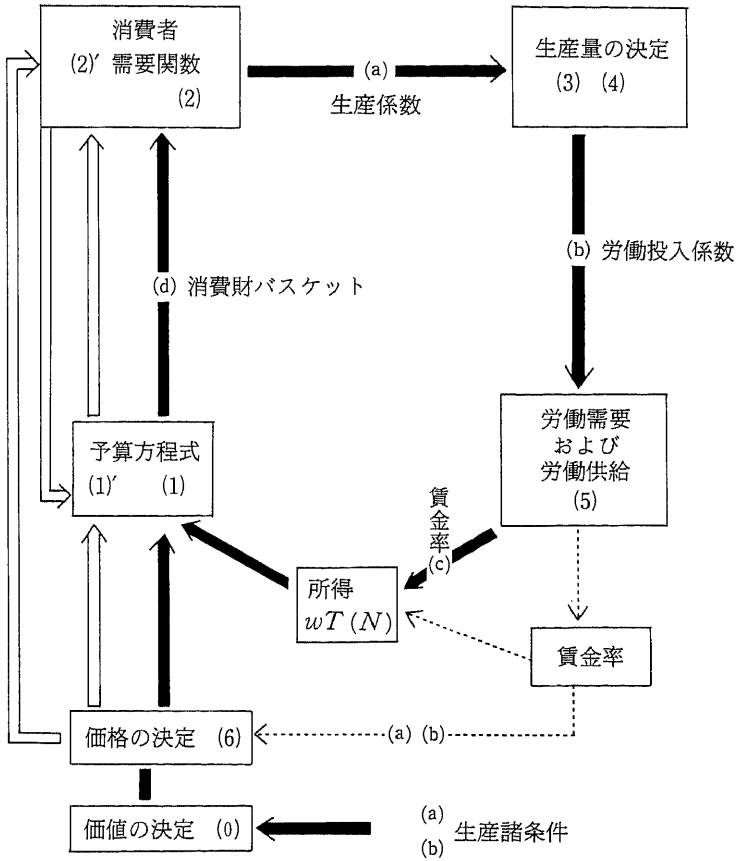 消費者
(2)′ 需要関数
(2)
(a)
生産係数
生産量の決定
(3) (4)
(b) 労働投入係数
(d) 消費財バスケット
労働需要
および
労働供給
(5)
予算方程式
(1)′ (1)
賃金率
(c)
所得
wT (N)
賃金率
価格の決定 (6)
(a) (b)
価値の決定 (0)
(a)
(b)
生産諸条件